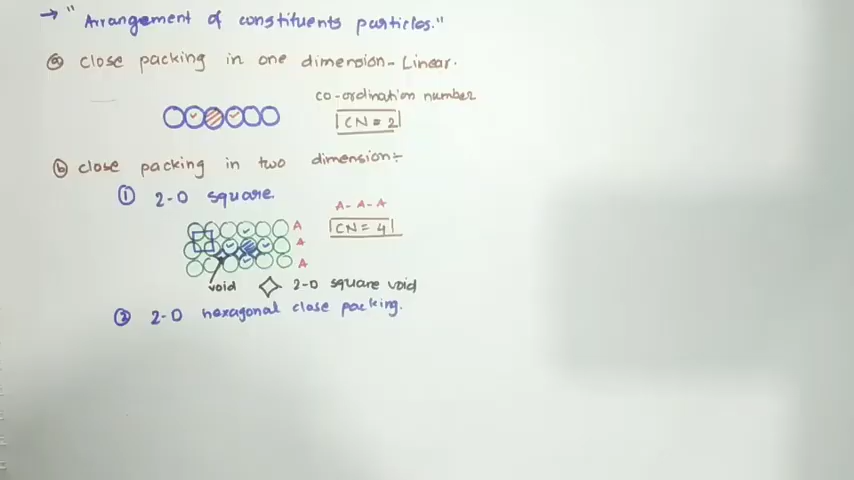 → "Arrangement of constituents particles."
ⓐ close packing in one dimension- Linear.
co-ordination number
CN = 2
ⓑ close packing in two dimension:-
① 2-D square.
A- A- A
CN = 4
A
A
A
void
2-D square void
② 2-D hexagonal close packing.